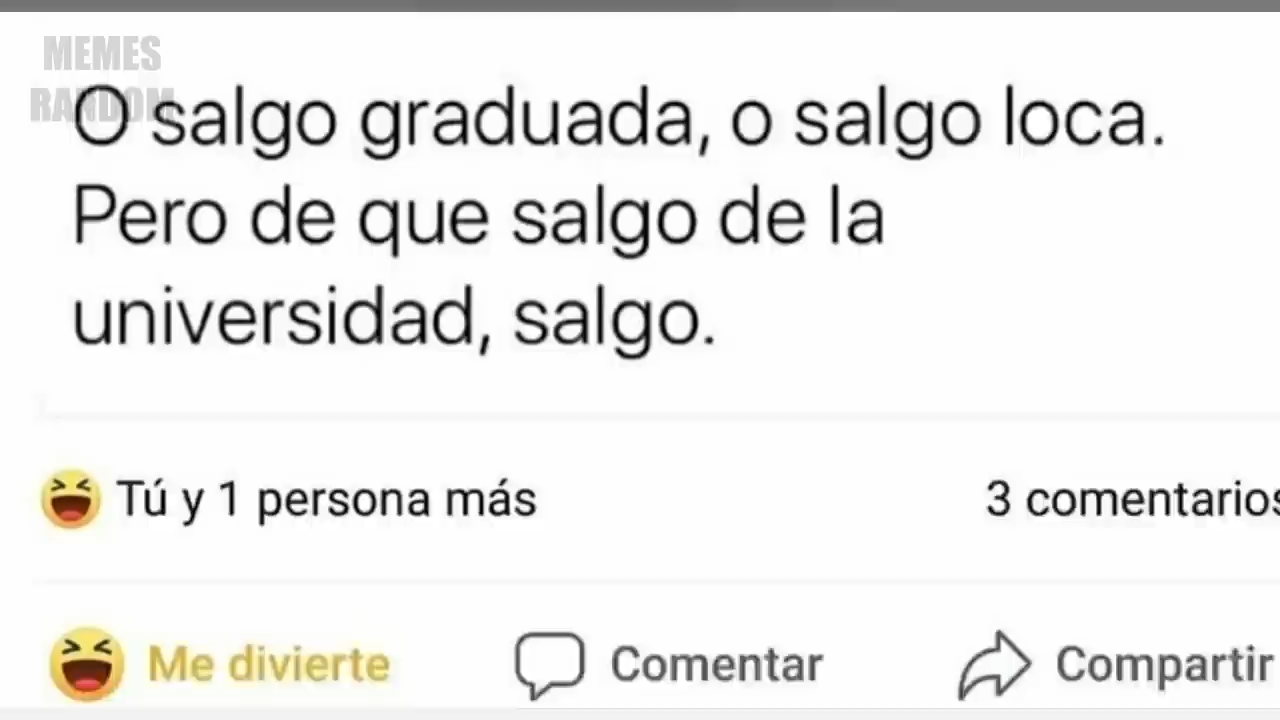 MEMES
RANDOM
O salgo graduada, o salgo loca.
Pero de que salgo de la
universidad, salgo.
Tú y 1 persona más
3 comentarios
Me divierte
Comentar
Compartir